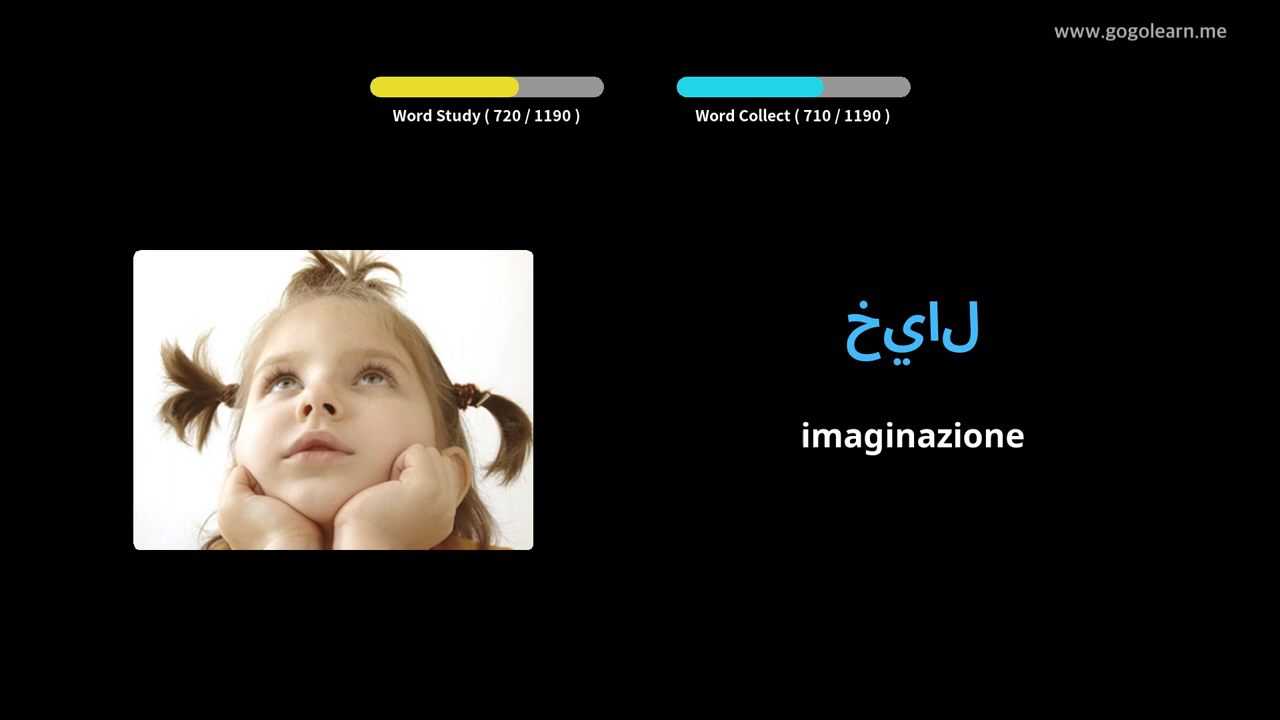 www.gogolearn.me
Word Study ( 720 / 1190 )
Word Collect ( 710 / 1190 )
خيال
imaginazione